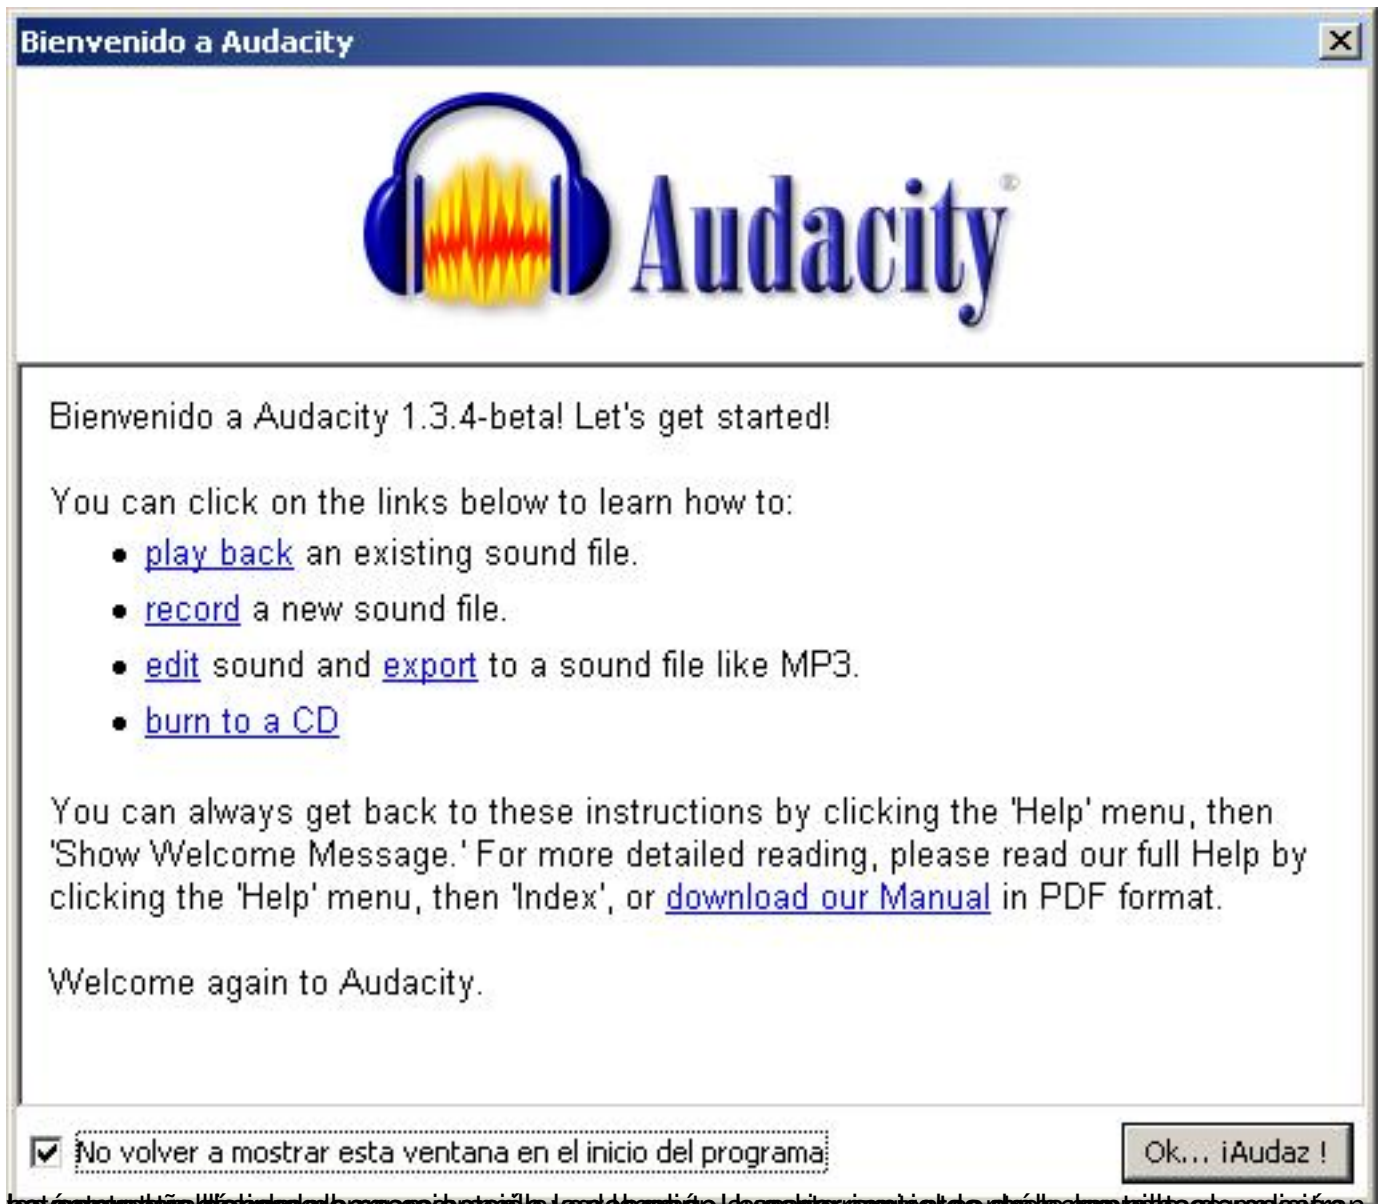 Bienvenido a Audacity
Audacity®
Bienvenido a Audacity 1.3.4-beta! Let's get started!
You can click on the links below to learn how to:
• play back an existing sound file.
• record a new sound file.
• edit sound and export to a sound file like MP3.
• burn to a CD
You can always get back to these instructions by clicking the 'Help' menu, then
'Show Welcome Message.' For more detailed reading, please read our full Help by
clicking the 'Help' menu, then 'Index', or download our Manual in PDF format.
Welcome again to Audacity.
No volver a mostrar esta ventana en el inicio del programa
Ok... ¡Audaz !